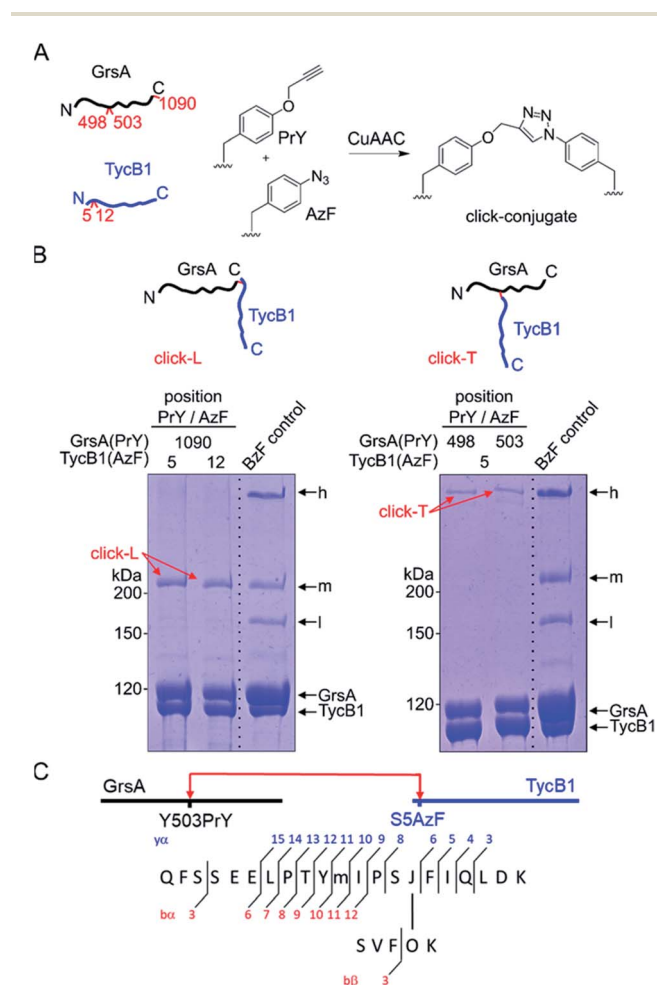 A
GrsA
N
C
1090
498 503
TycB1
N
C
5 12
O
PrY
+
N3
AzF
CuAAC
O
N=N
N
click-conjugate
B
GrsA C
N
TycB1
click-L
C
GrsA
N
C
TycB1
click-T
C
position
PrY / AzF
GrsA(PrY) 1090
TycB1(AzF) 5 12
BzF control
h
click-L
kDa
200
m
150
l
120
GrsA
TycB1
position
PrY / AzF
GrsA(PrY) 498 503
TycB1(AzF) 5
BzF control
h
click-T
kDa
200
m
150
l
120
GrsA
TycB1
C
GrsA
TycB1
Y503PrY
S5AzF
yα 15 14 13 12 11 10 9 8 6 5 4 3
Q F S S E E L P T Y m I P S J F I Q L D K
bα 3 6 7 8 9 10 11 12
S V F O K
bβ 3